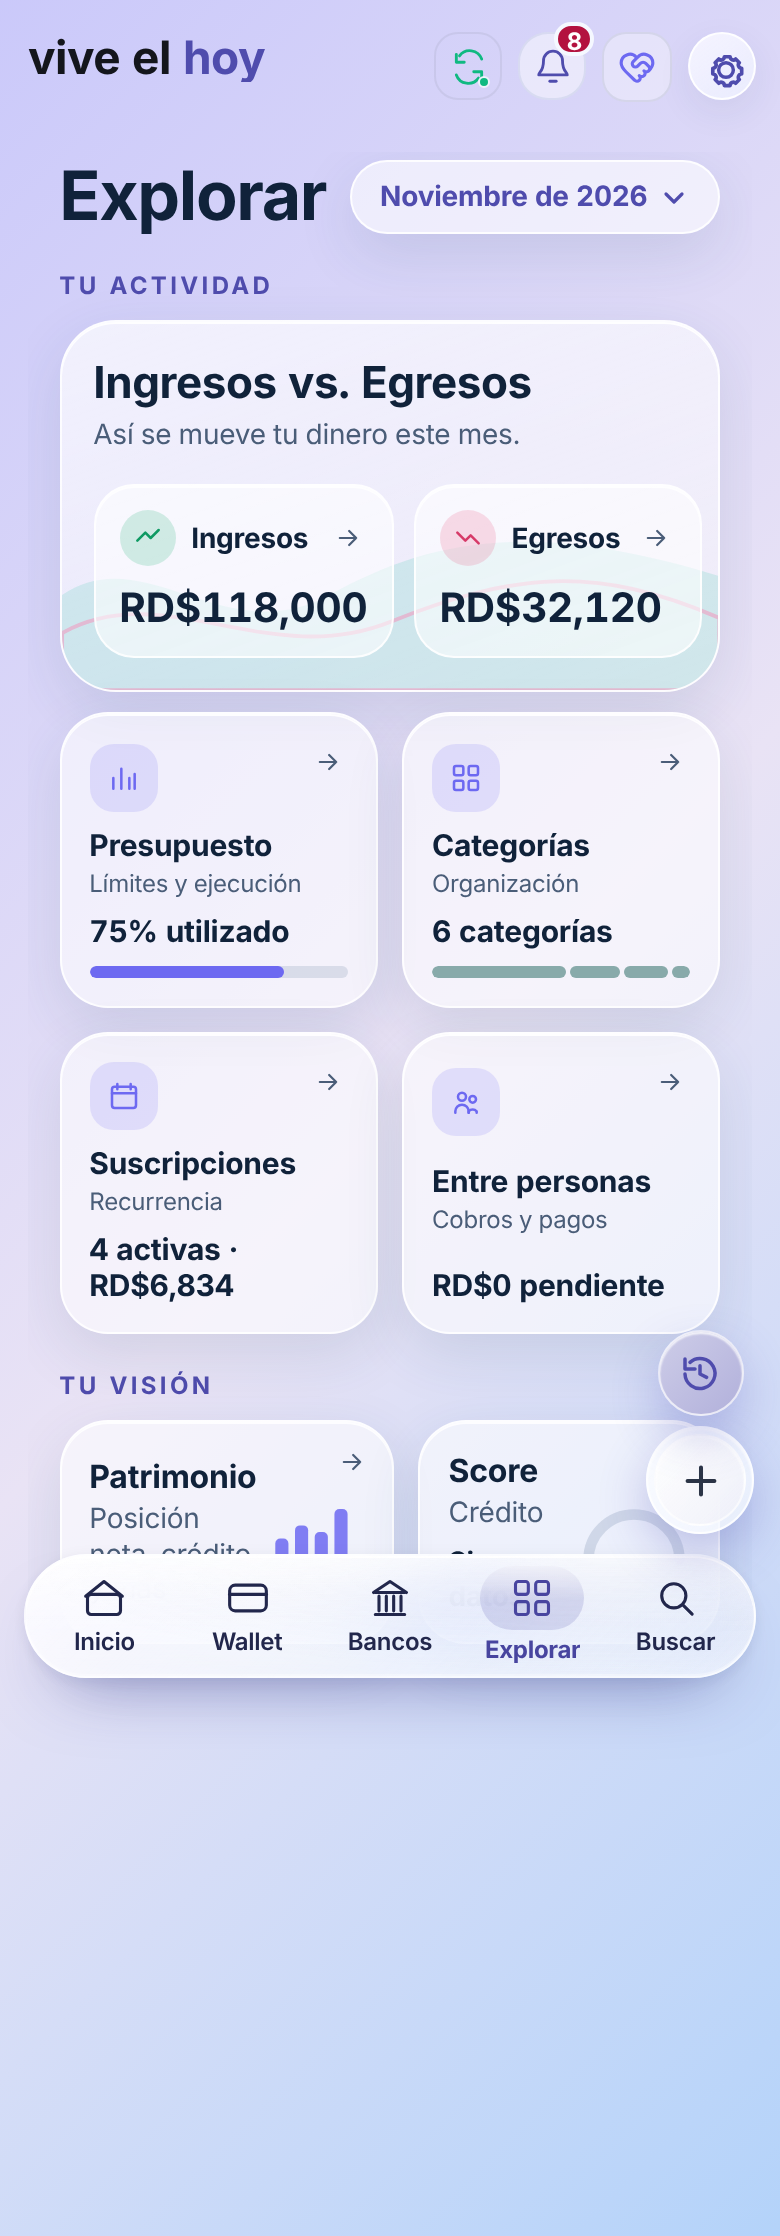 vive el hoy
8
Explorar
Noviembre de 2026
TU ACTIVIDAD
Ingresos vs. Egresos
Así se mueve tu dinero este mes.
Ingresos
Egresos
RD$118,000
RD$32,120
Presupuesto
Límites y ejecución
75% utilizado
Categorías
Organización
6 categorías
Suscripciones
Recurrencia
4 activas ·
RD$6,834
Entre personas
Cobros y pagos
RD$0 pendiente
TU VISIÓN
Patrimonio
Posición
Score
Crédito
Inicio
Wallet
Bancos
Explorar
Buscar